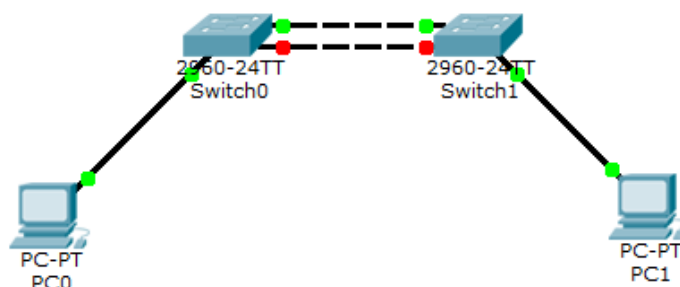 2960-24TT
Switch0
2960-24TT
Switch1
PC-PT
PC0
PC-PT
PC1